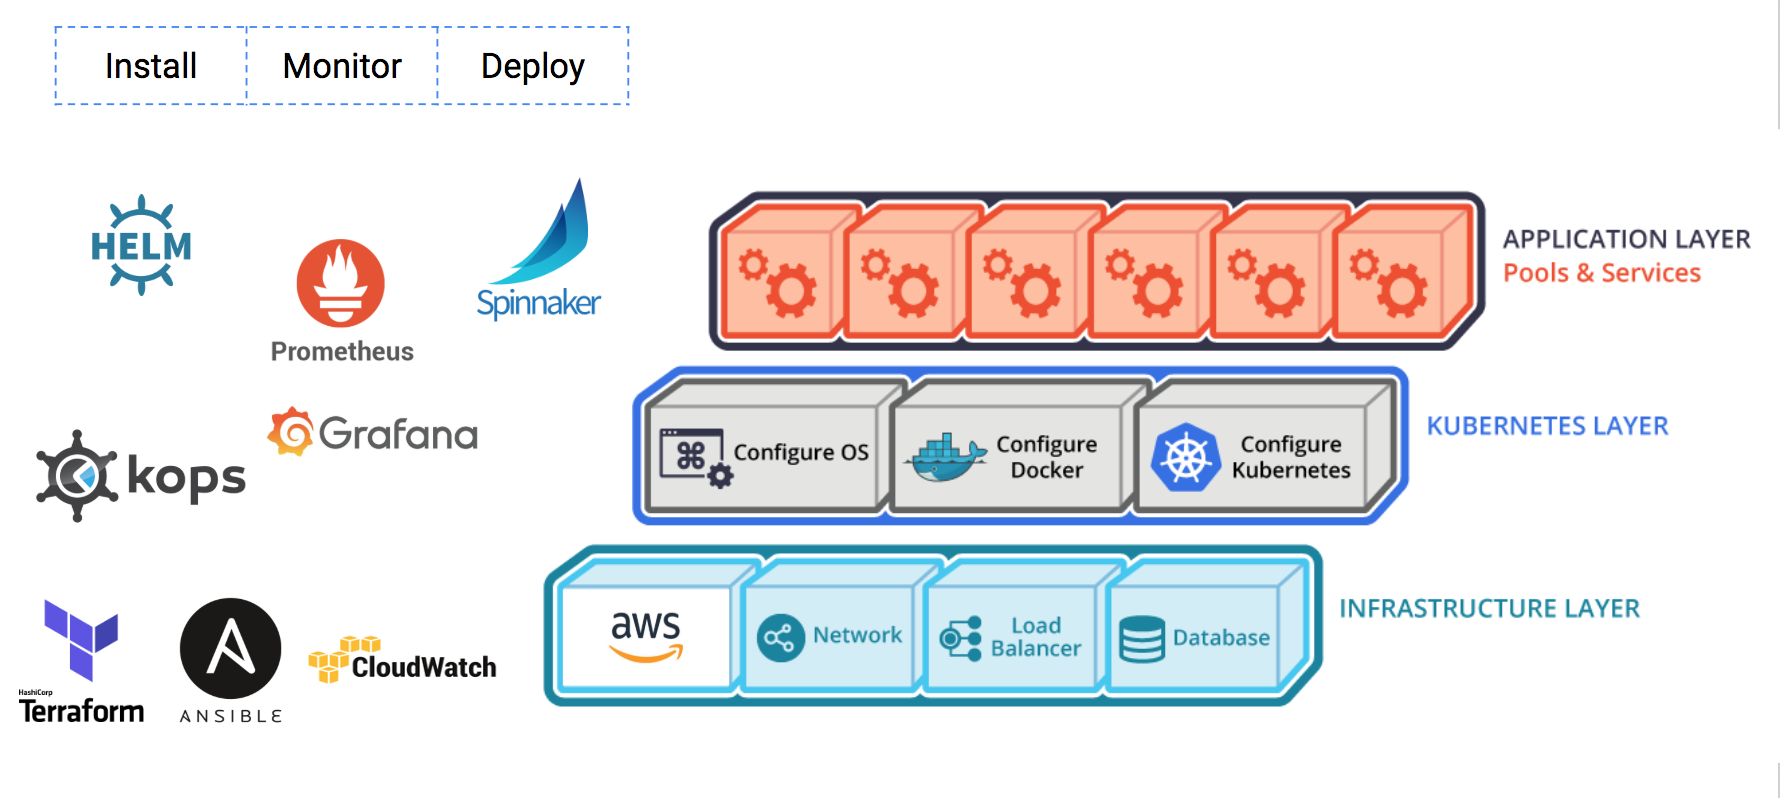 Install
Monitor
Deploy
HELM
Prometheus
Spinnaker
APPLICATION LAYER
Pools & Services
Grafana
kops
Configure OS
Configure
Docker
Configure
Kubernetes
KUBERNETES LAYER
HashiCorp
Terraform
ANSIBLE
CloudWatch
aws
Network
Load
Balancer
Database
INFRASTRUCTURE LAYER